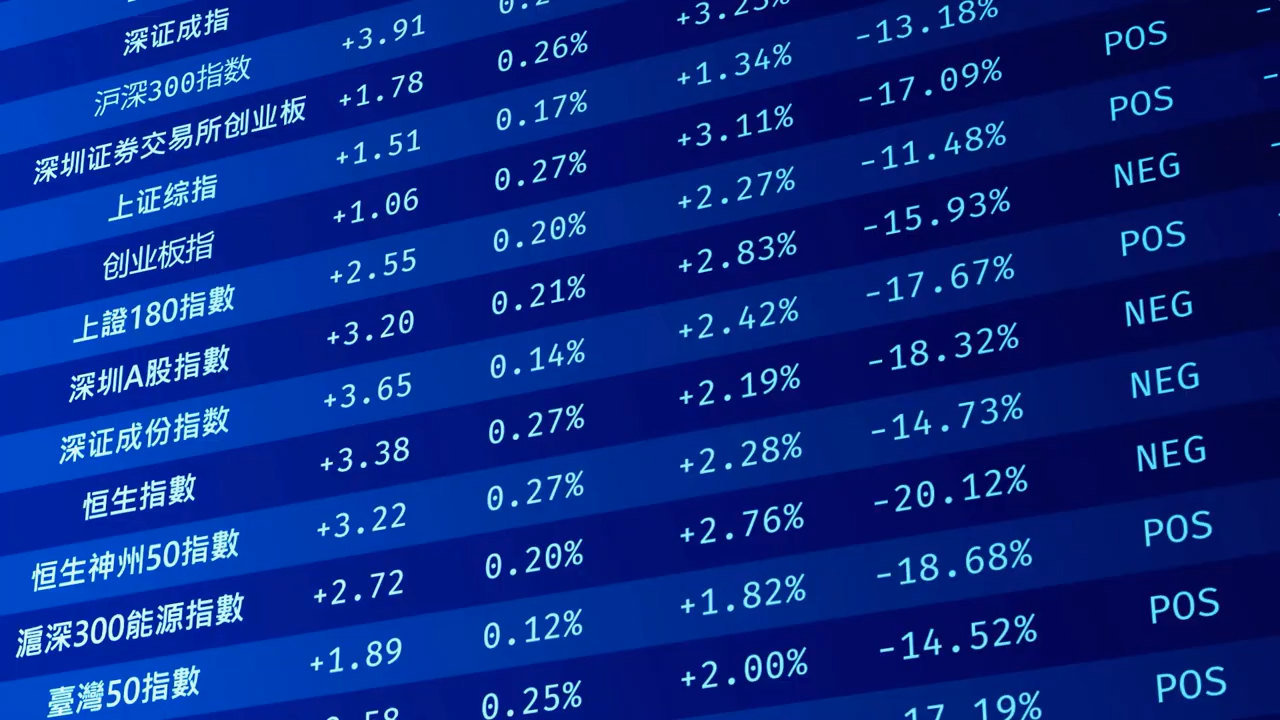 深证成指
沪深300指数 +3.91
深圳证券交易所创业板 +1.78 0.26%
上证综指 +1.51 0.17% +1.34% -13.18%
创业板指 +1.06 0.27% +3.11% -17.09% POS
上證180指數 +2.55 0.20% +2.27% -11.48% POS
深圳A股指數 +3.20 0.21% +2.83% -15.93% NEG
深证成份指数 +3.65 0.14% +2.42% -17.67% POS
恒生指數 +3.38 0.27% +2.19% -18.32% NEG
恒生神州50指數 +3.22 0.27% +2.28% -14.73% NEG
滬深300能源指數 +2.72 0.20% +2.76% -20.12% NEG
臺灣50指數 +1.89 0.12% +1.82% -18.68% POS
0.25% +2.00% -14.52% POS
17.19% POS